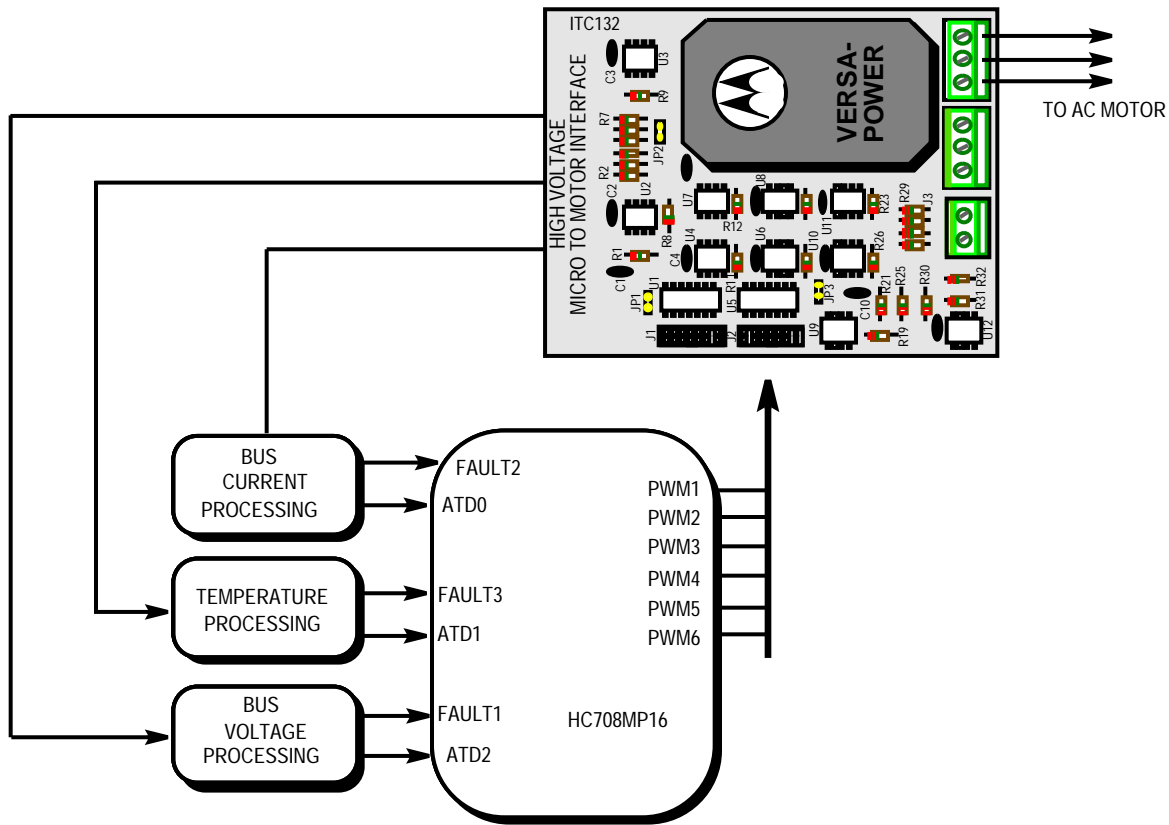 ITC132
HIGH VOLTAGE
MICRO TO MOTOR INTERFACE
C3
U3
R9
R7
JP2
R2
C2
U2
R8
R1
C1
VERSA-
POWER
U7
U8
R12
U11
R23
R29
J3
C4
U4
U6
U10
R26
JP1
U1
R11
U5
JP3
C10
R21
R25
R30
R32
R31
J1
J2
U9
R19
U12
TO AC MOTOR
BUS
CURRENT
PROCESSING
FAULT2
ATD0
TEMPERATURE
PROCESSING
FAULT3
ATD1
BUS
VOLTAGE
PROCESSING
FAULT1
ATD2
PWM1
PWM2
PWM3
PWM4
PWM5
PWM6
HC708MP16